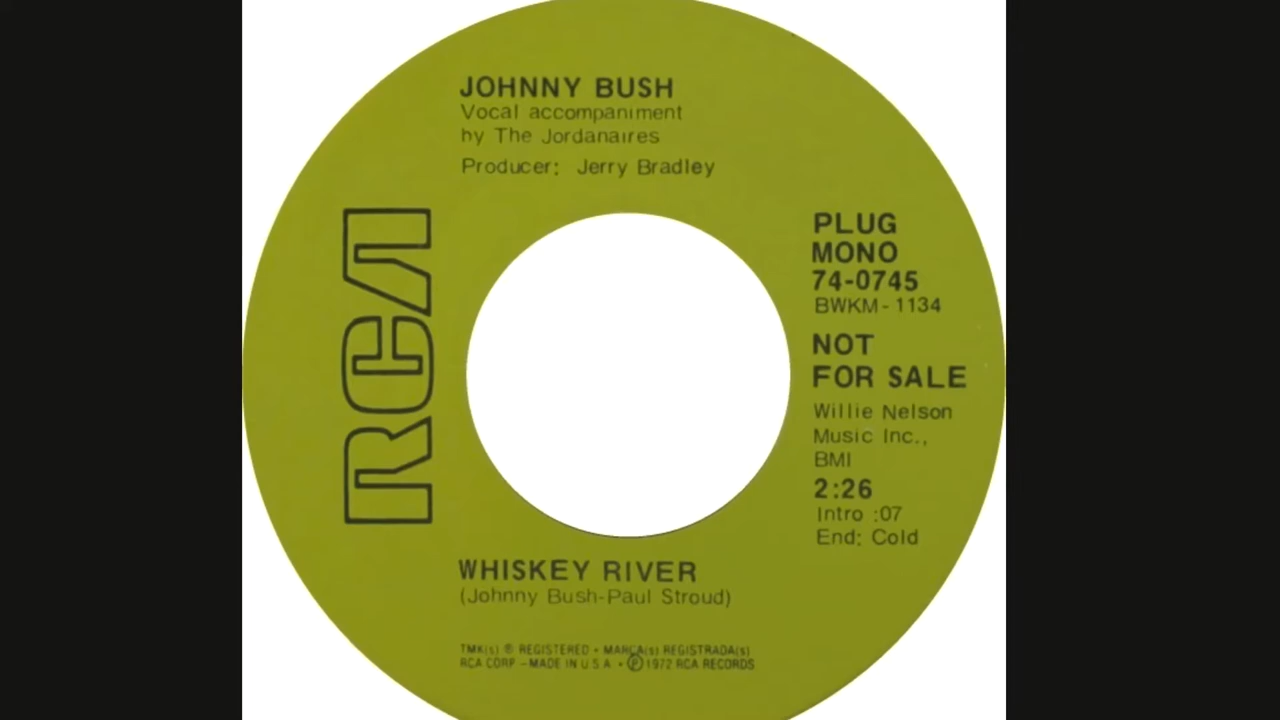 JOHNNY BUSH
Vocal accompaniment
by The Jordanaires
Producer: Jerry Bradley
RCA
PLUG
MONO
74-0745
BWKM-1134
NOT
FOR SALE
Willie Nelson
Music Inc.,
BMI
2:26
Intro :07
End: Cold
WHISKEY RIVER
(Johnny Bush-Paul Stroud)
TMK(s) ® REGISTERED • MARCA(s) REGISTRADA(s)
RCA CORP.-MADE IN U.S.A. • ℗ 1972 RCA RECORDS